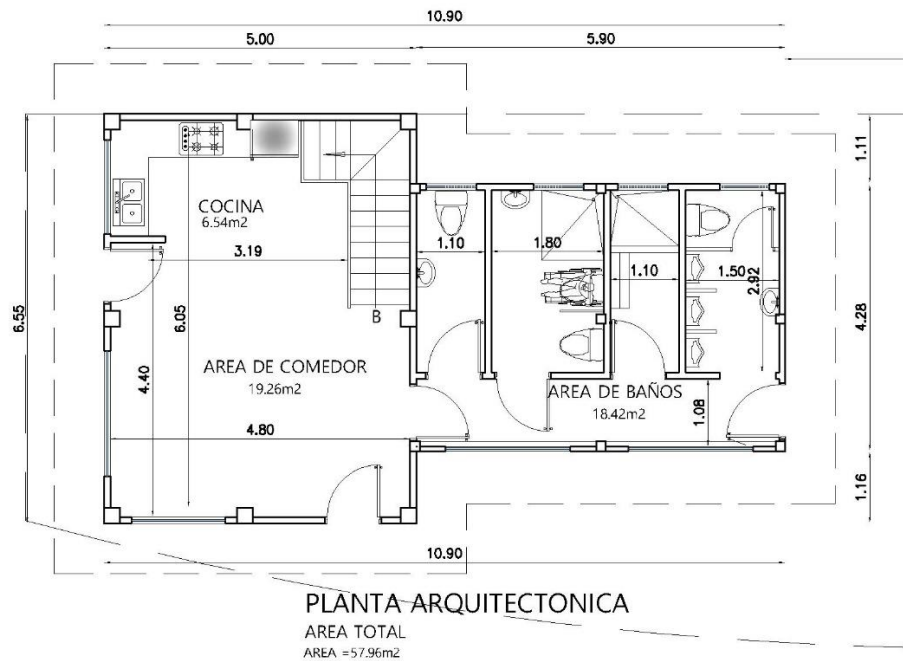 10.90
5.00
5.90
1.11
COCINA
6.54m2
3.19
1.10
1.80
1.10
1.50
2.92
6.55
6.05
4.28
B
AREA DE COMEDOR
19.26m2
4.40
AREA DE BAÑOS
18.42m2
1.08
4.80
1.16
10.90
PLANTA ARQUITECTONICA
AREA TOTAL
AREA =57.96m2